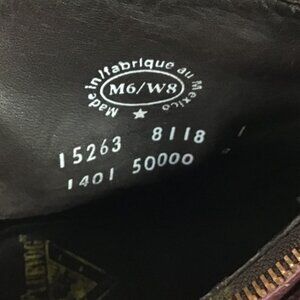 Made in/fabrique au Mexico
M6/W8
15263 8118
1401 50000